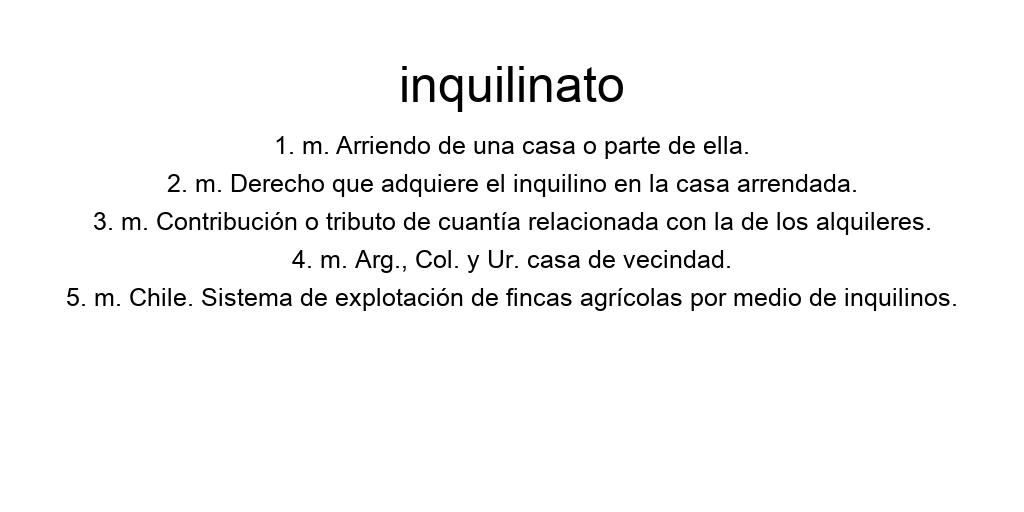 inquilinato
1. m. Arriendo de una casa o parte de ella.
2. m. Derecho que adquiere el inquilino en la casa arrendada.
3. m. Contribución o tributo de cuantía relacionada con la de los alquileres.
4. m. Arg., Col. y Ur. casa de vecindad.
5. m. Chile. Sistema de explotación de fincas agrícolas por medio de inquilinos.